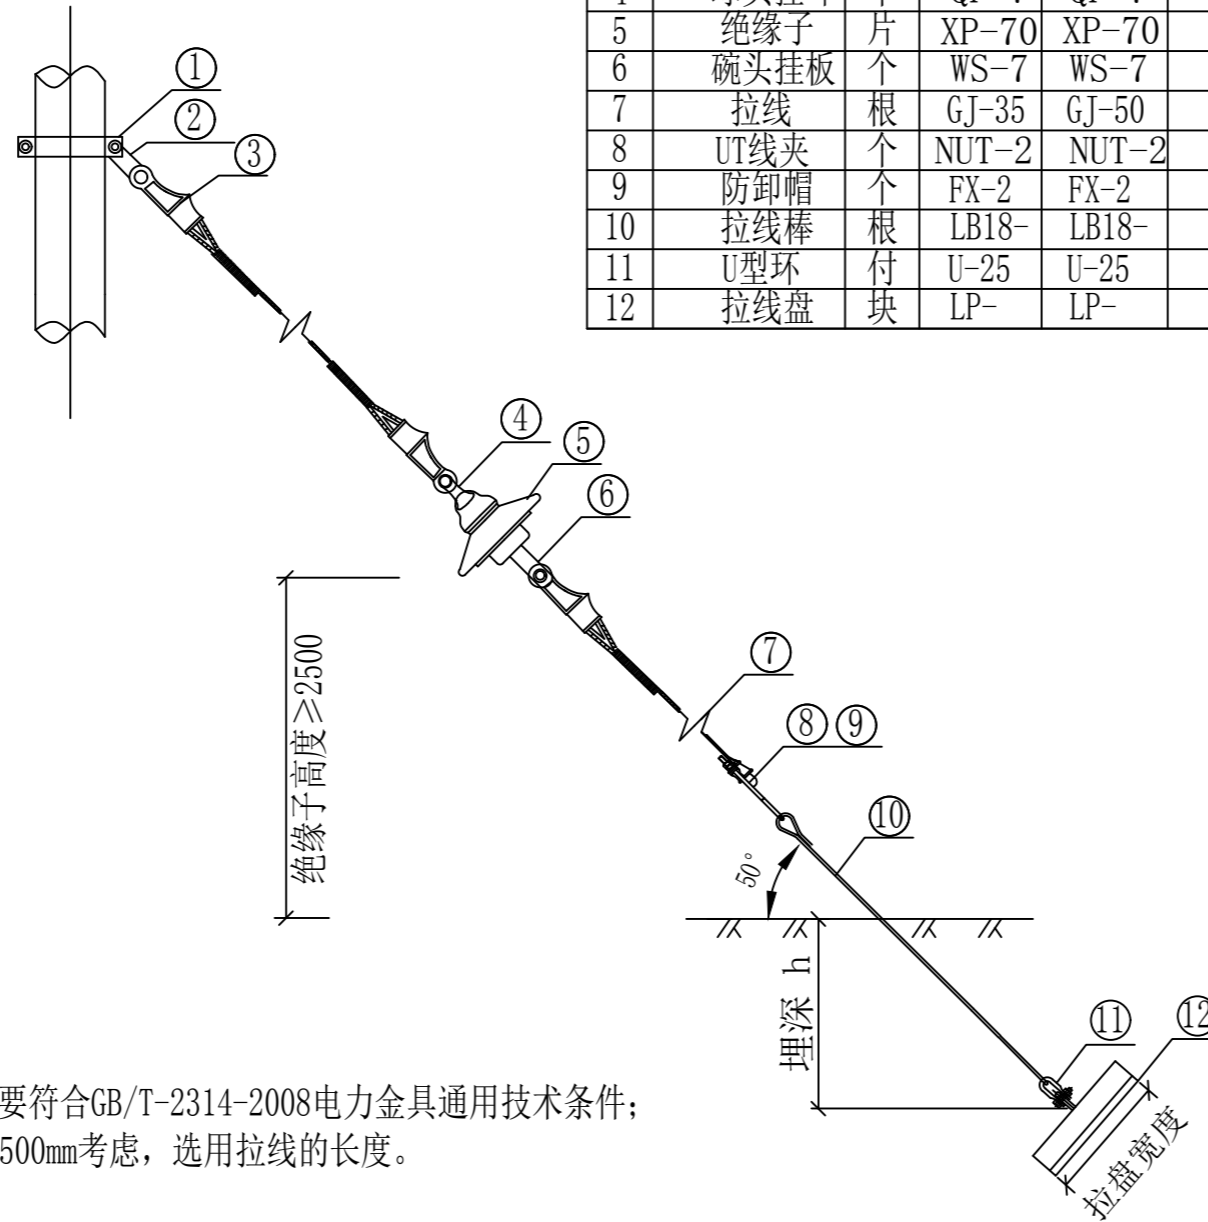 5 绝缘子 片 XP-70 XP-70
6 碗头挂板 个 WS-7 WS-7
7 拉线 根 GJ-35 GJ-50
8 UT线夹 个 NUT-2 NUT-2
9 防卸帽 个 FX-2 FX-2
10 拉线棒 根 LB18- LB18-
11 U型环 付 U-25 U-25
12 拉线盘 块 LP- LP-
①
②
③
④
⑤
⑥
绝缘子高度≥2500
⑦
⑧ ⑨
⑩
50°
埋深 h
⑪
⑫
拉盘宽度
要符合GB/T-2314-2008电力金具通用技术条件；
500mm考虑，选用拉线的长度。